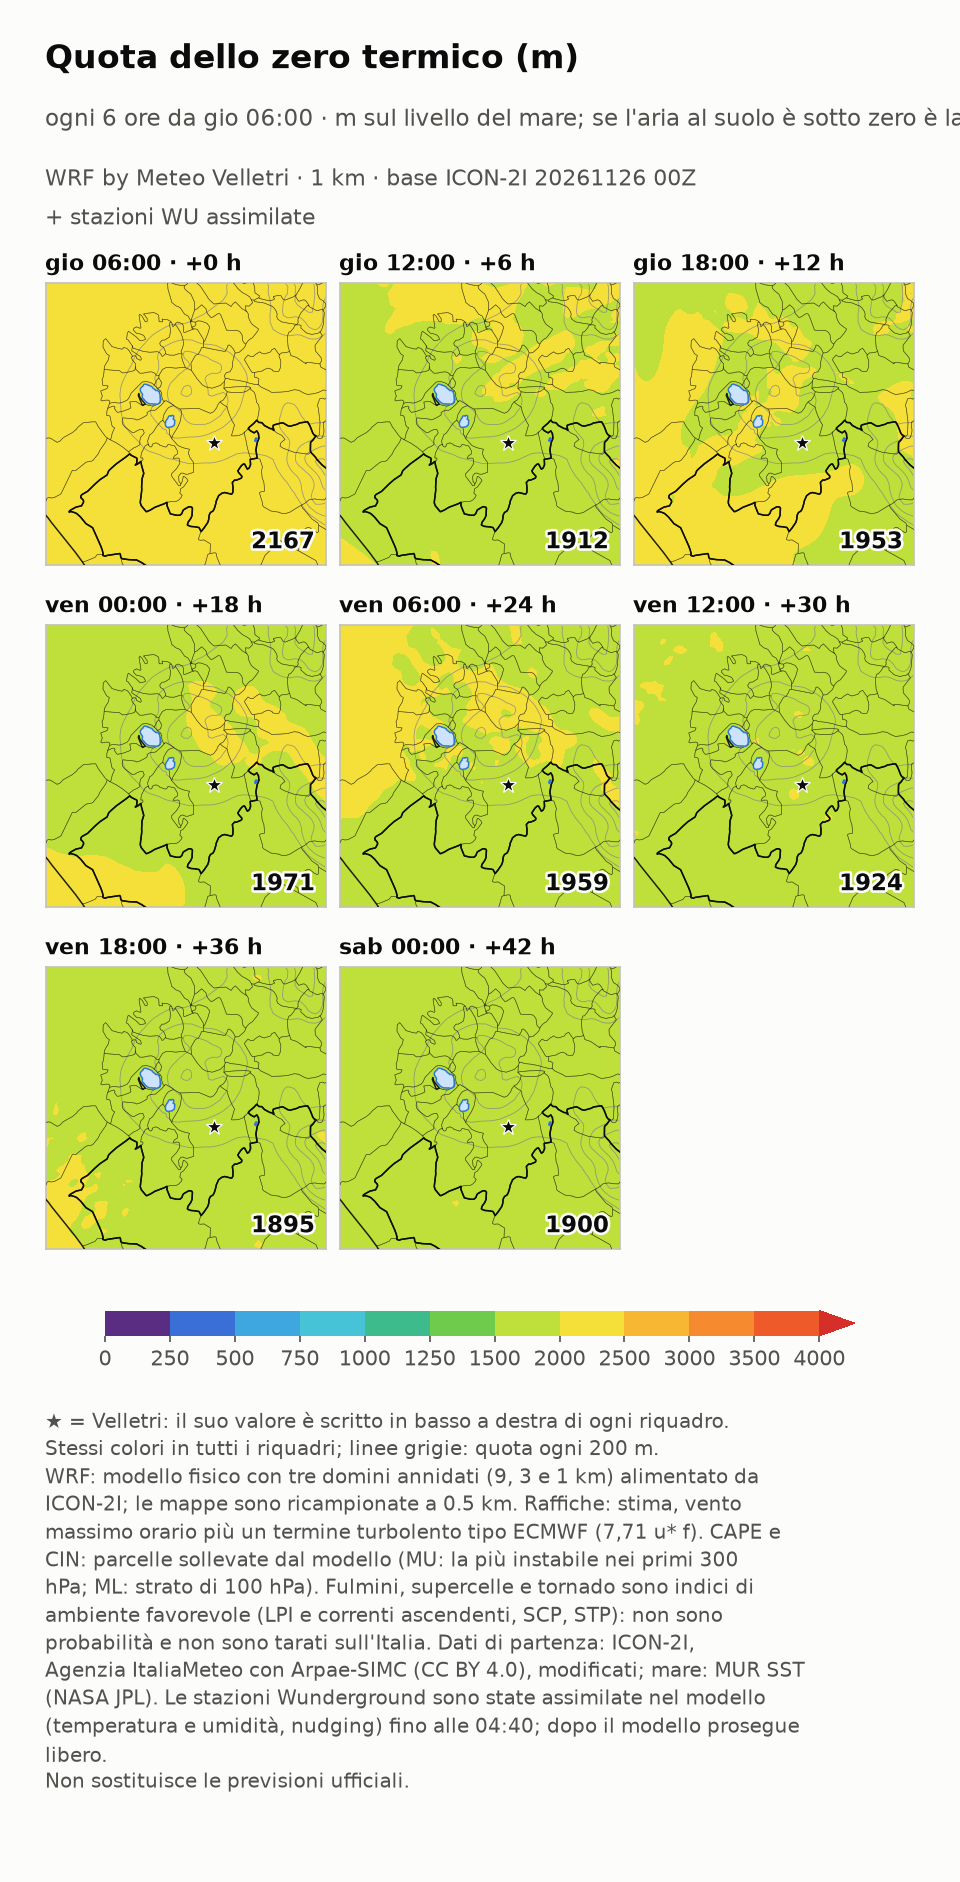 Quota dello zero termico (m)
ogni 6 ore da gio 06:00 · m sul livello del mare; se l'aria al suolo è sotto zero è la
WRF by Meteo Velletri · 1 km · base ICON-2I 20261126 00Z
+ stazioni WU assimilate
gio 06:00 · +0 h
gio 12:00 · +6 h
gio 18:00 · +12 h
2167
1912
1953
ven 00:00 · +18 h
ven 06:00 · +24 h
ven 12:00 · +30 h
1971
1959
1924
ven 18:00 · +36 h
sab 00:00 · +42 h
1895
1900
0 250 500 750 1000 1250 1500 2000 2500 3000 3500 4000
★ = Velletri: il suo valore è scritto in basso a destra di ogni riquadro.
Stessi colori in tutti i riquadri; linee grigie: quota ogni 200 m.
WRF: modello fisico con tre domini annidati (9, 3 e 1 km) alimentato da
ICON-2I; le mappe sono ricampionate a 0.5 km. Raffiche: stima, vento
massimo orario più un termine turbolento tipo ECMWF (7,71 u* f). CAPE e
CIN: parcelle sollevate dal modello (MU: la più instabile nei primi 300
hPa; ML: strato di 100 hPa). Fulmini, supercelle e tornado sono indici di
ambiente favorevole (LPI e correnti ascendenti, SCP, STP): non sono
probabilità e non sono tarati sull'Italia. Dati di partenza: ICON-2I,
Agenzia ItaliaMeteo con Arpae-SIMC (CC BY 4.0), modificati; mare: MUR SST
(NASA JPL). Le stazioni Wunderground sono state assimilate nel modello
(temperatura e umidità, nudging) fino alle 04:40; dopo il modello prosegue
libero.
Non sostituisce le previsioni ufficiali.